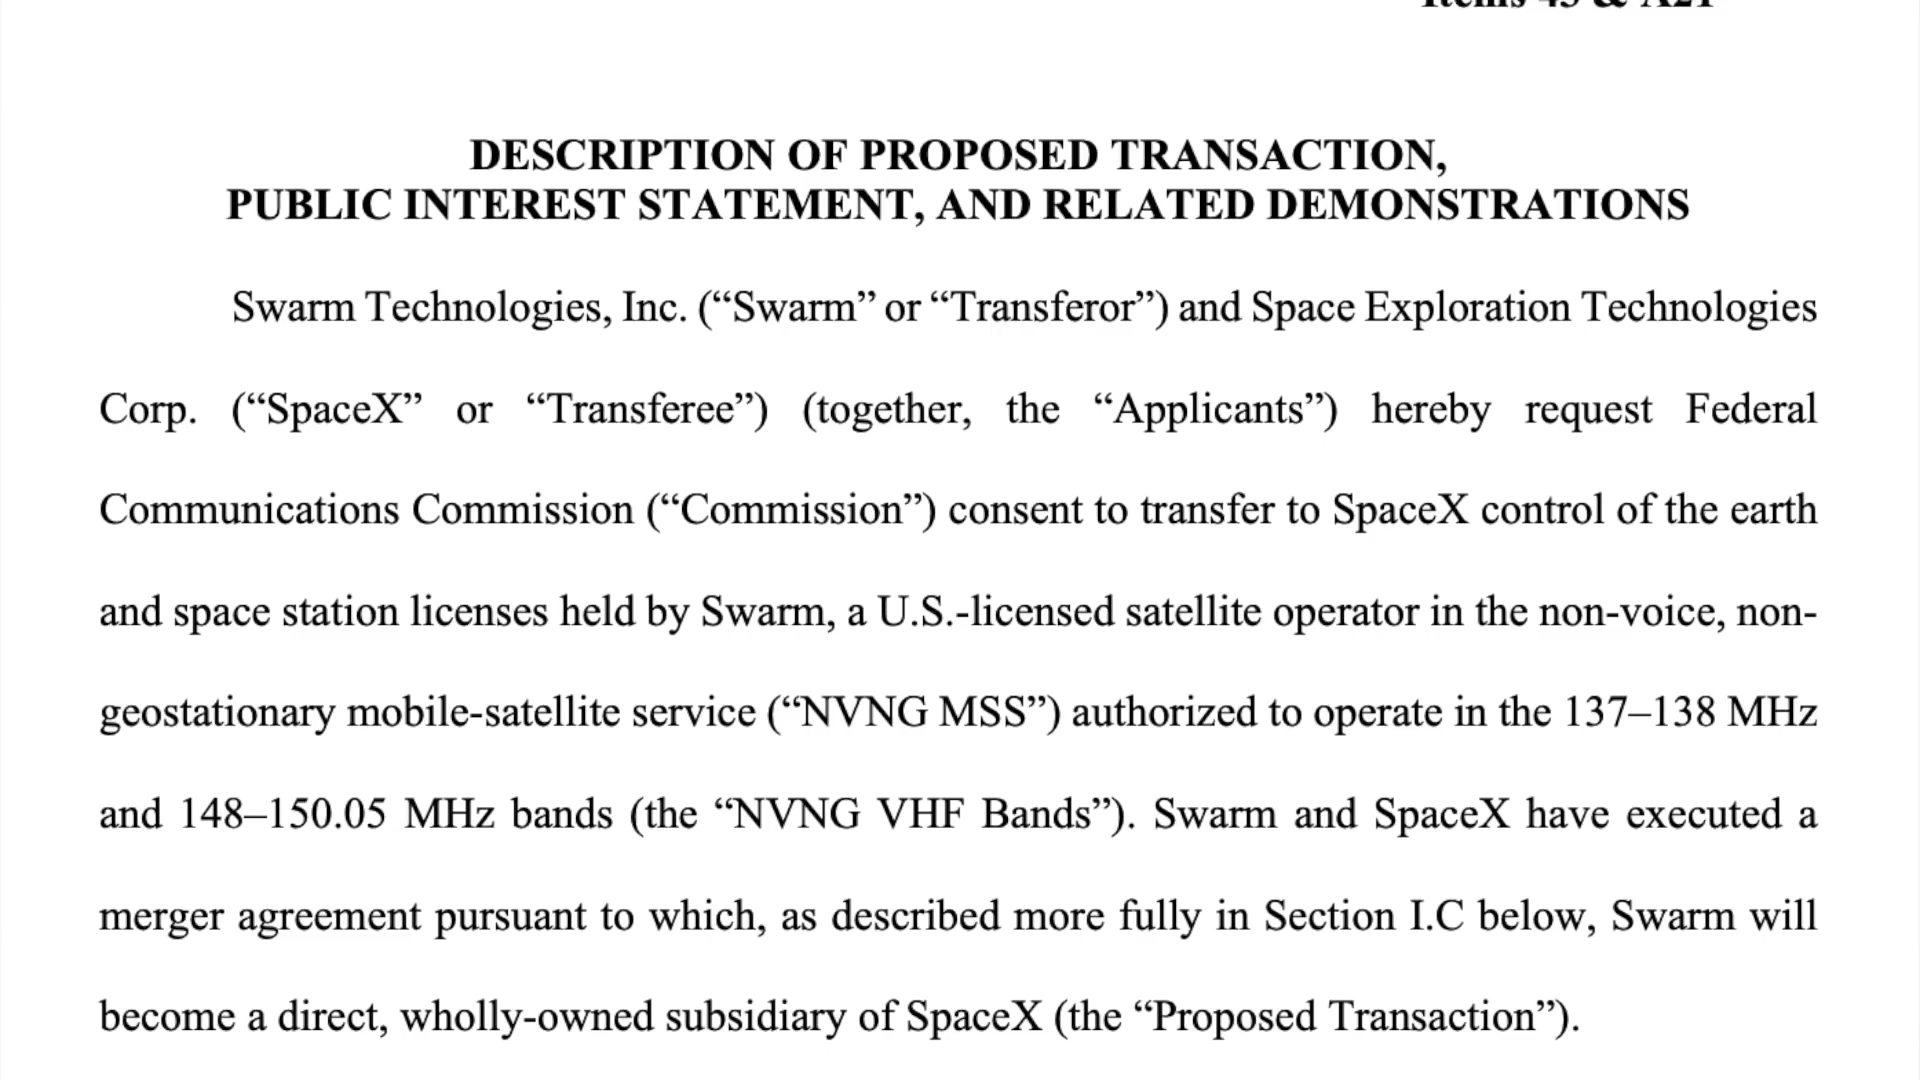 Items 43 & A21
DESCRIPTION OF PROPOSED TRANSACTION,
PUBLIC INTEREST STATEMENT, AND RELATED DEMONSTRATIONS
Swarm Technologies, Inc. (“Swarm” or “Transferor”) and Space Exploration Technologies
Corp. (“SpaceX” or “Transferee”) (together, the “Applicants”) hereby request Federal
Communications Commission (“Commission”) consent to transfer to SpaceX control of the earth
and space station licenses held by Swarm, a U.S.-licensed satellite operator in the non-voice, non-
geostationary mobile-satellite service (“NVNG MSS”) authorized to operate in the 137–138 MHz
and 148–150.05 MHz bands (the “NVNG VHF Bands”). Swarm and SpaceX have executed a
merger agreement pursuant to which, as described more fully in Section I.C below, Swarm will
become a direct, wholly-owned subsidiary of SpaceX (the “Proposed Transaction”).